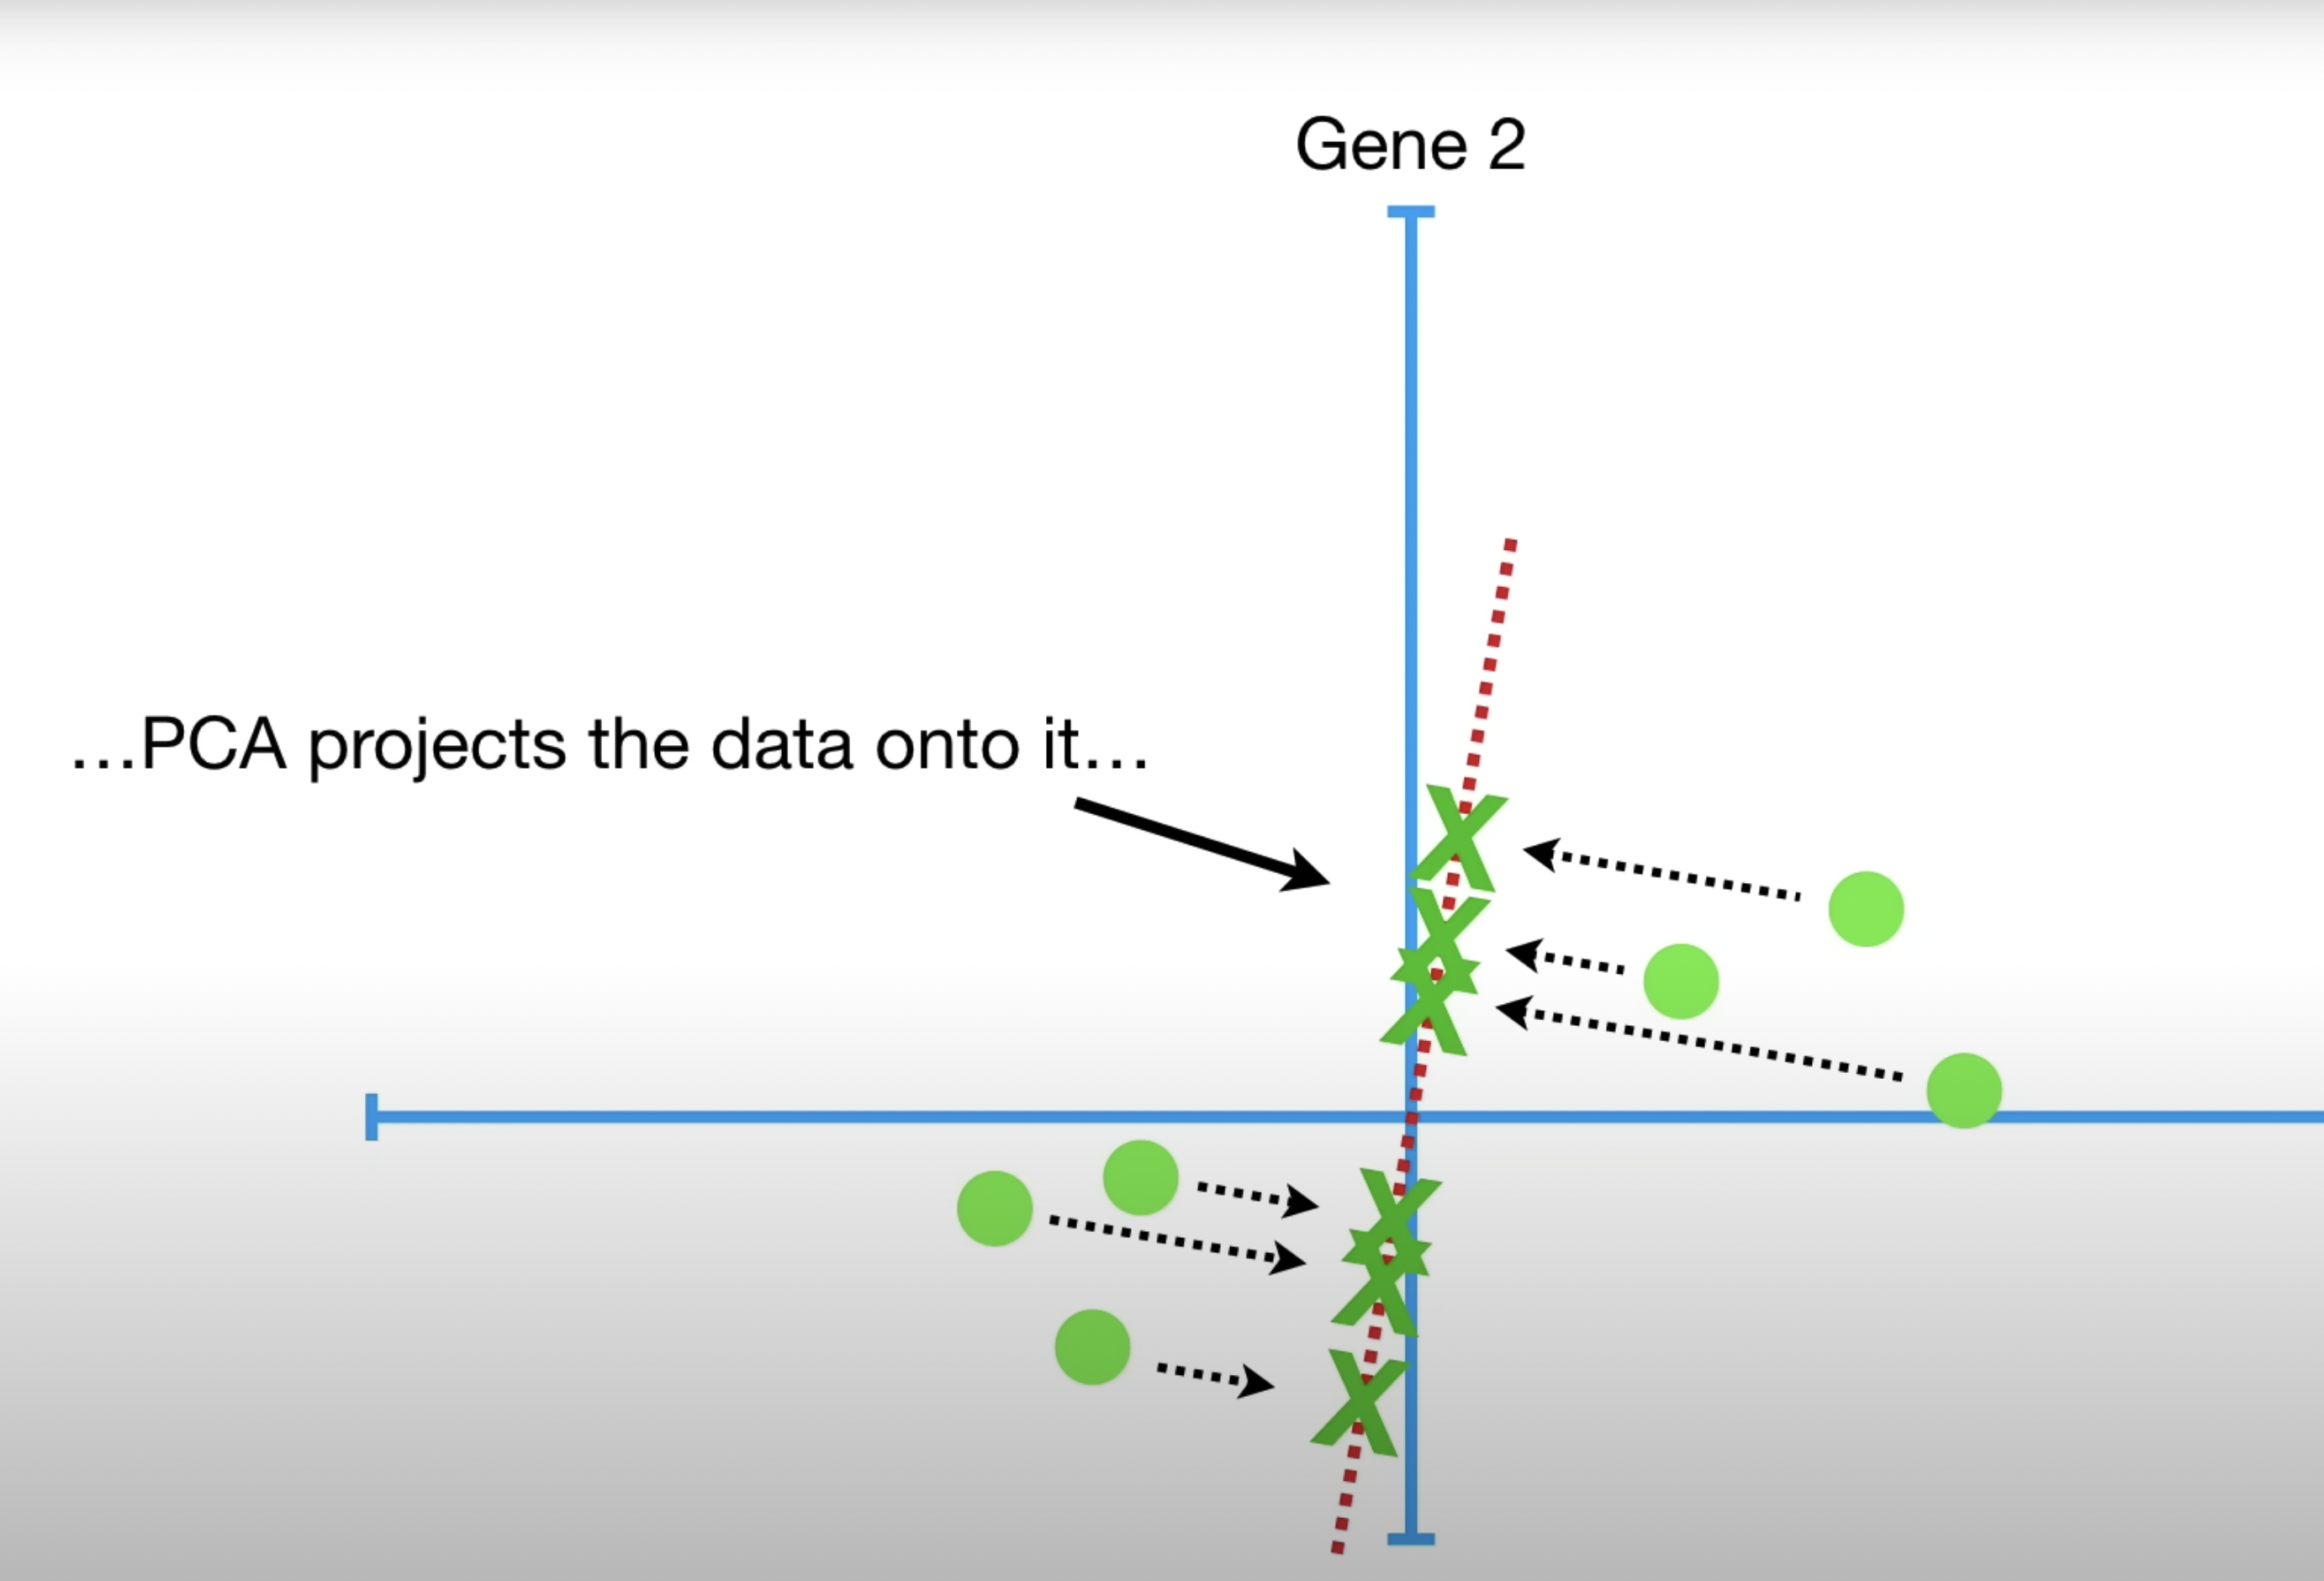 Gene 2
...PCA projects the data onto it...